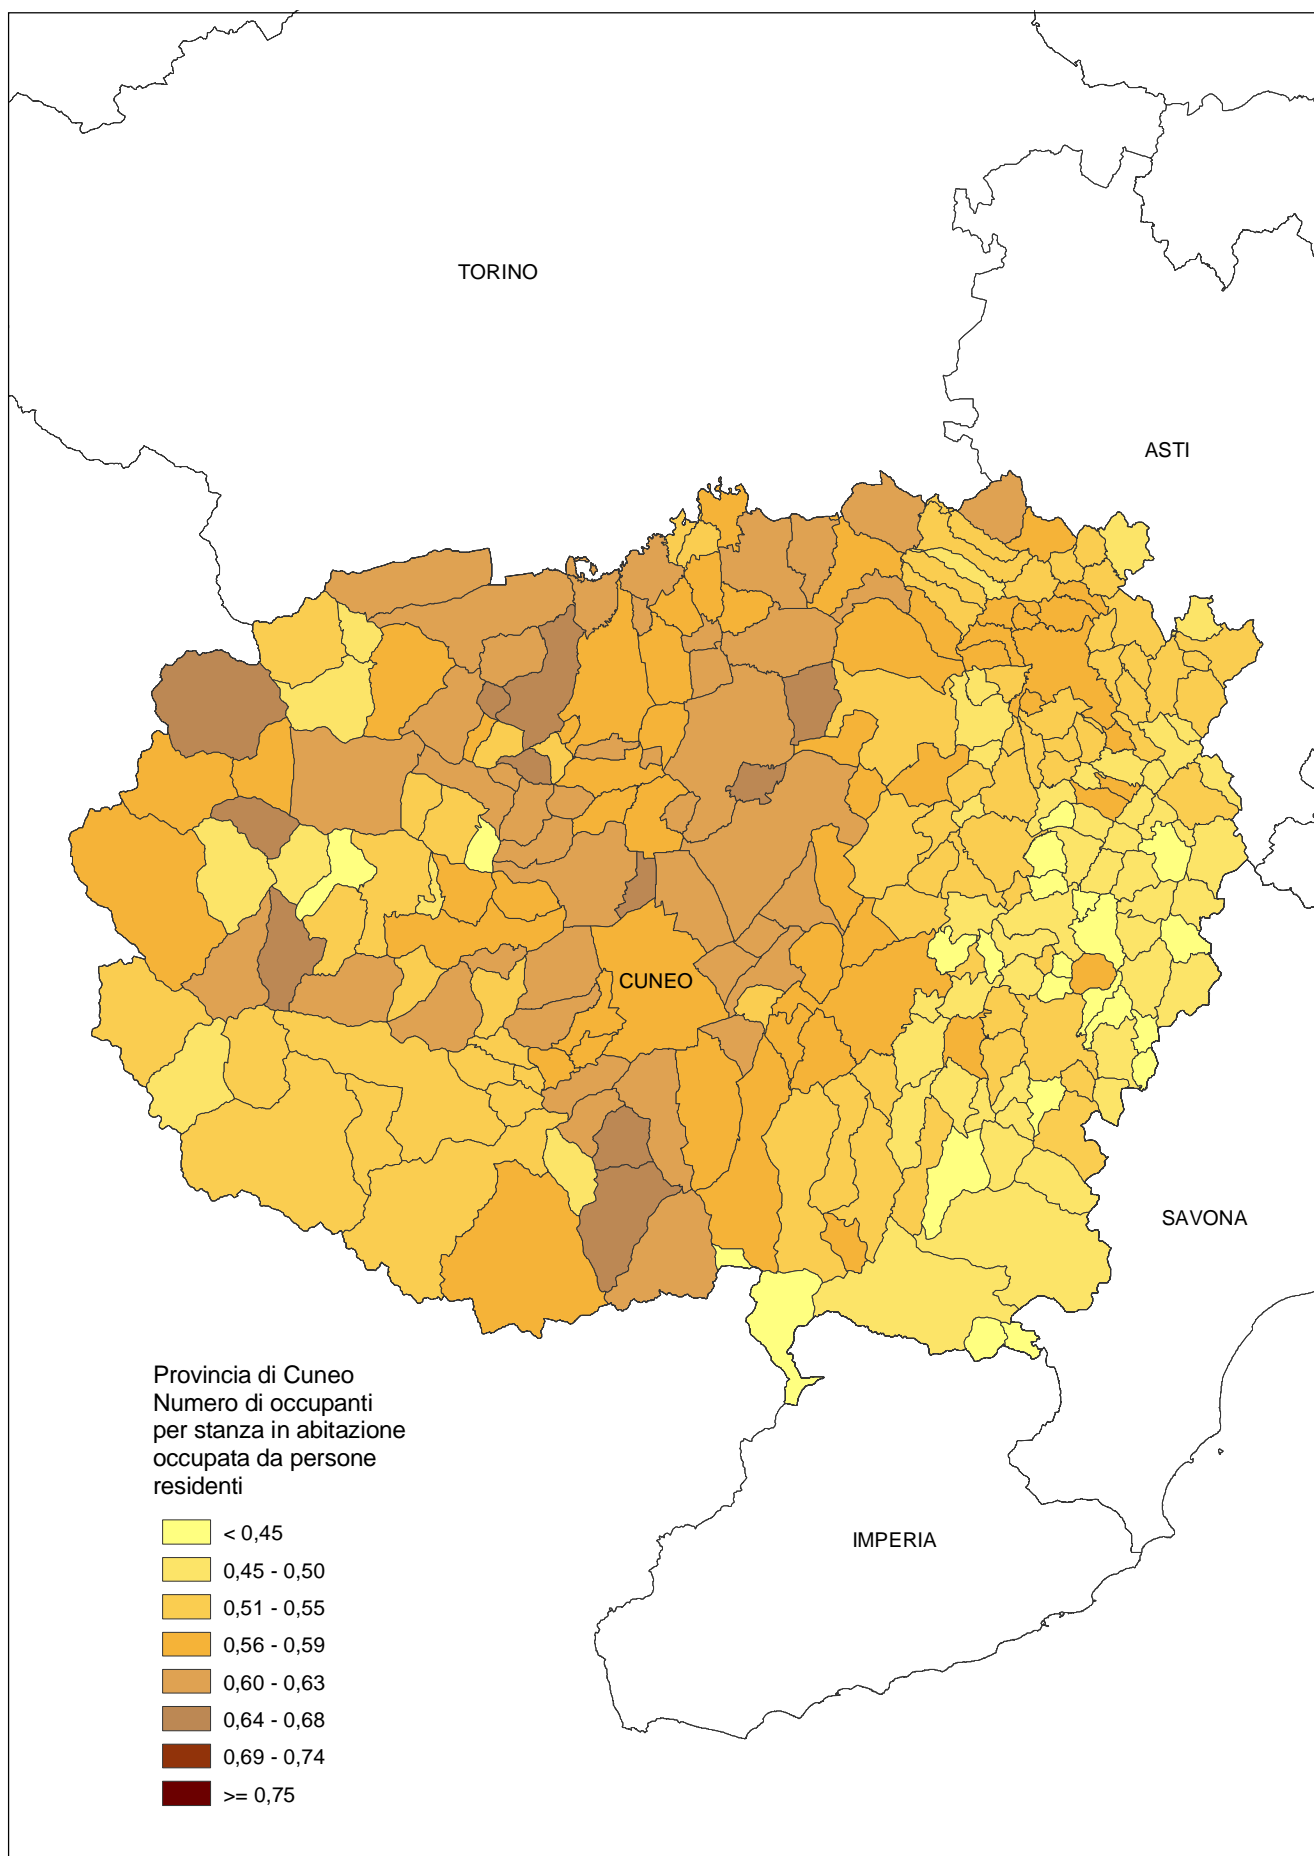 TORINO
ASTI
CUNEO
SAVONA
IMPERIA
Provincia di Cuneo
Numero di occupanti
per stanza in abitazione
occupata da persone
residenti
< 0,45
0,45 - 0,50
0,51 - 0,55
0,56 - 0,59
0,60 - 0,63
0,64 - 0,68
0,69 - 0,74
>= 0,75